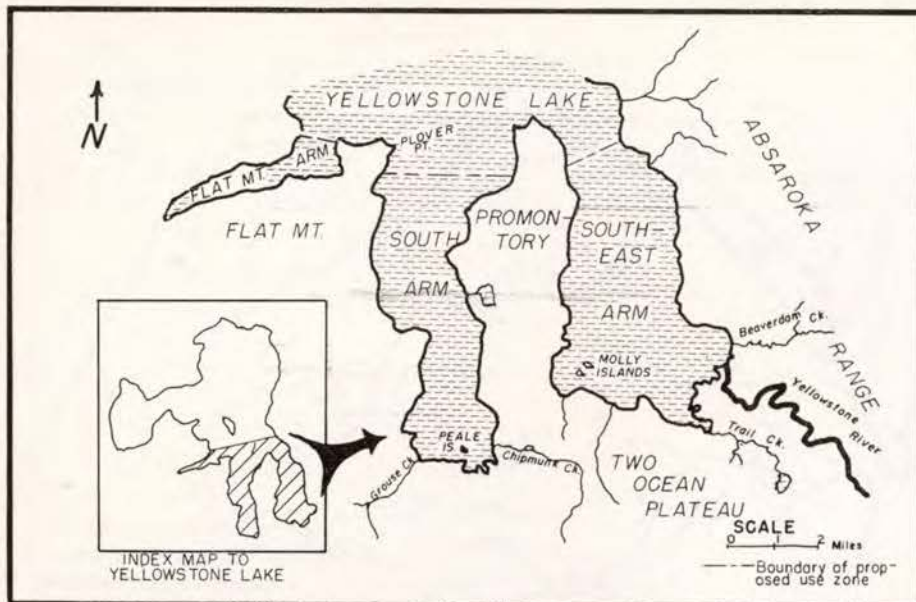 N
YELLOWSTONE LAKE
PLOVER
PT.
FLAT MT. ARM
FLAT MT.
SOUTH
ARM
PROMON-
TORY
SOUTH-
EAST
ARM
ABSAROKA
RANGE
Beaverdam Ck.
MOLLY
ISLANDS
Yellowstone
River
Trail Ck.
PEALE
IS.
Chipmunk Ck.
Grouse Ck.
TWO
OCEAN
PLATEAU
INDEX MAP TO
YELLOWSTONE LAKE
SCALE
0 1 2 Miles
Boundary of prop-
osed use zone